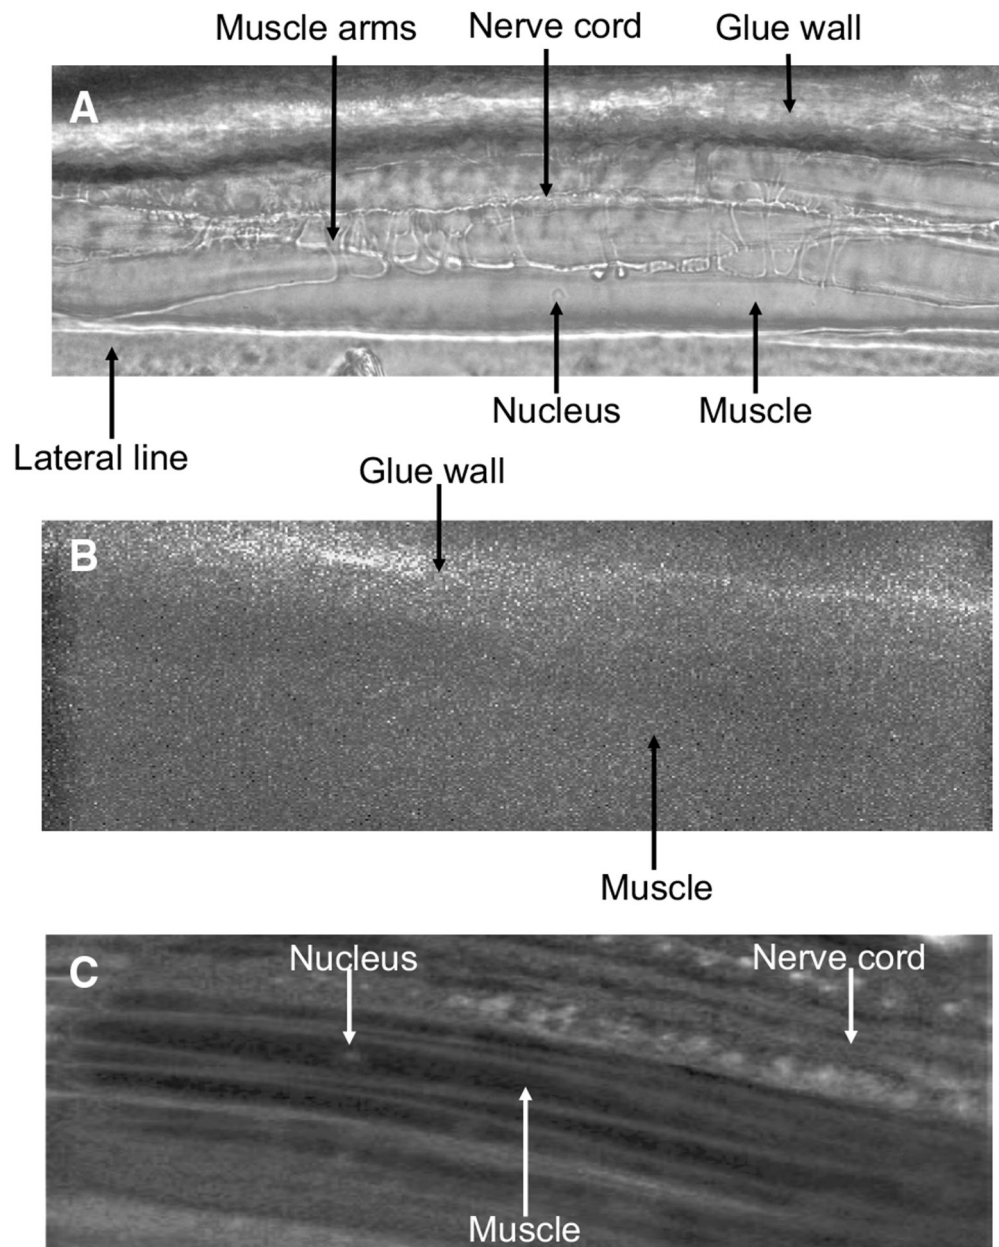 Muscle arms
Nerve cord
Glue wall
A
Nucleus
Muscle
Lateral line
Glue wall
B
Muscle
C
Nucleus
Nerve cord
Muscle